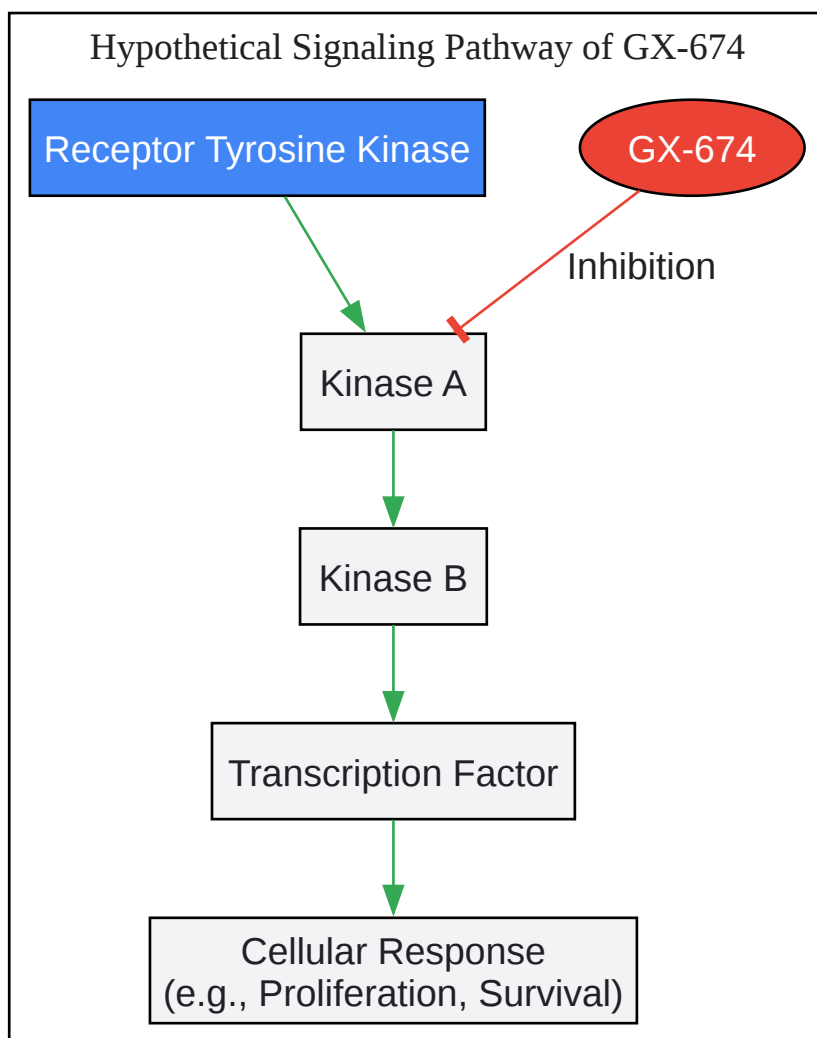 Hypothetical Signaling Pathway of GX-674
Receptor Tyrosine Kinase
GX-674
Inhibition
Kinase A
Kinase B
Transcription Factor
Cellular Response
(e.g., Proliferation, Survival)